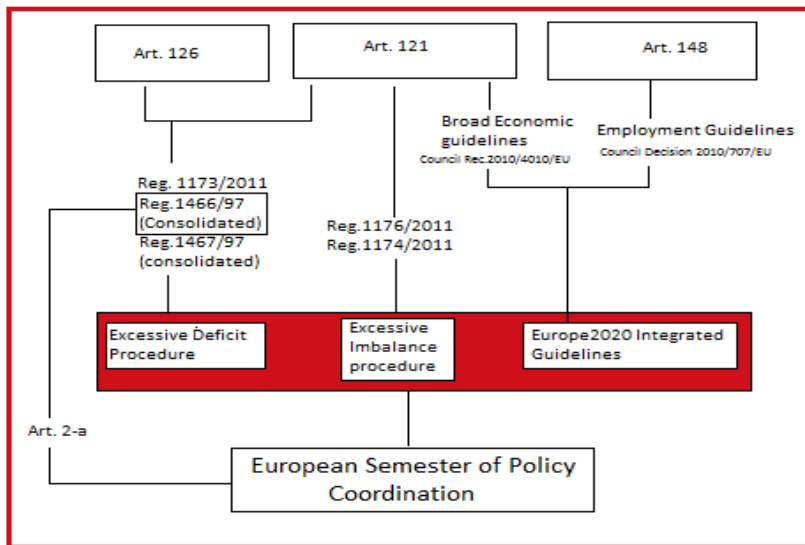 Art. 126
Art. 121
Art. 148
Broad Economic
guidelines
Council Rec.2010/4010/EU
Employment Guidelines
Council Decision 2010/707/EU
Reg. 1173/2011
Reg.1466/97
(Consolidated)
Reg.1467/97
(consolidated)
Reg.1176/2011
Reg.1174/2011
Excessive Deficit
Procedure
Excessive
Imbalance
procedure
Europe2020 Integrated
Guidelines
Art. 2-a
European Semester of Policy
Coordination